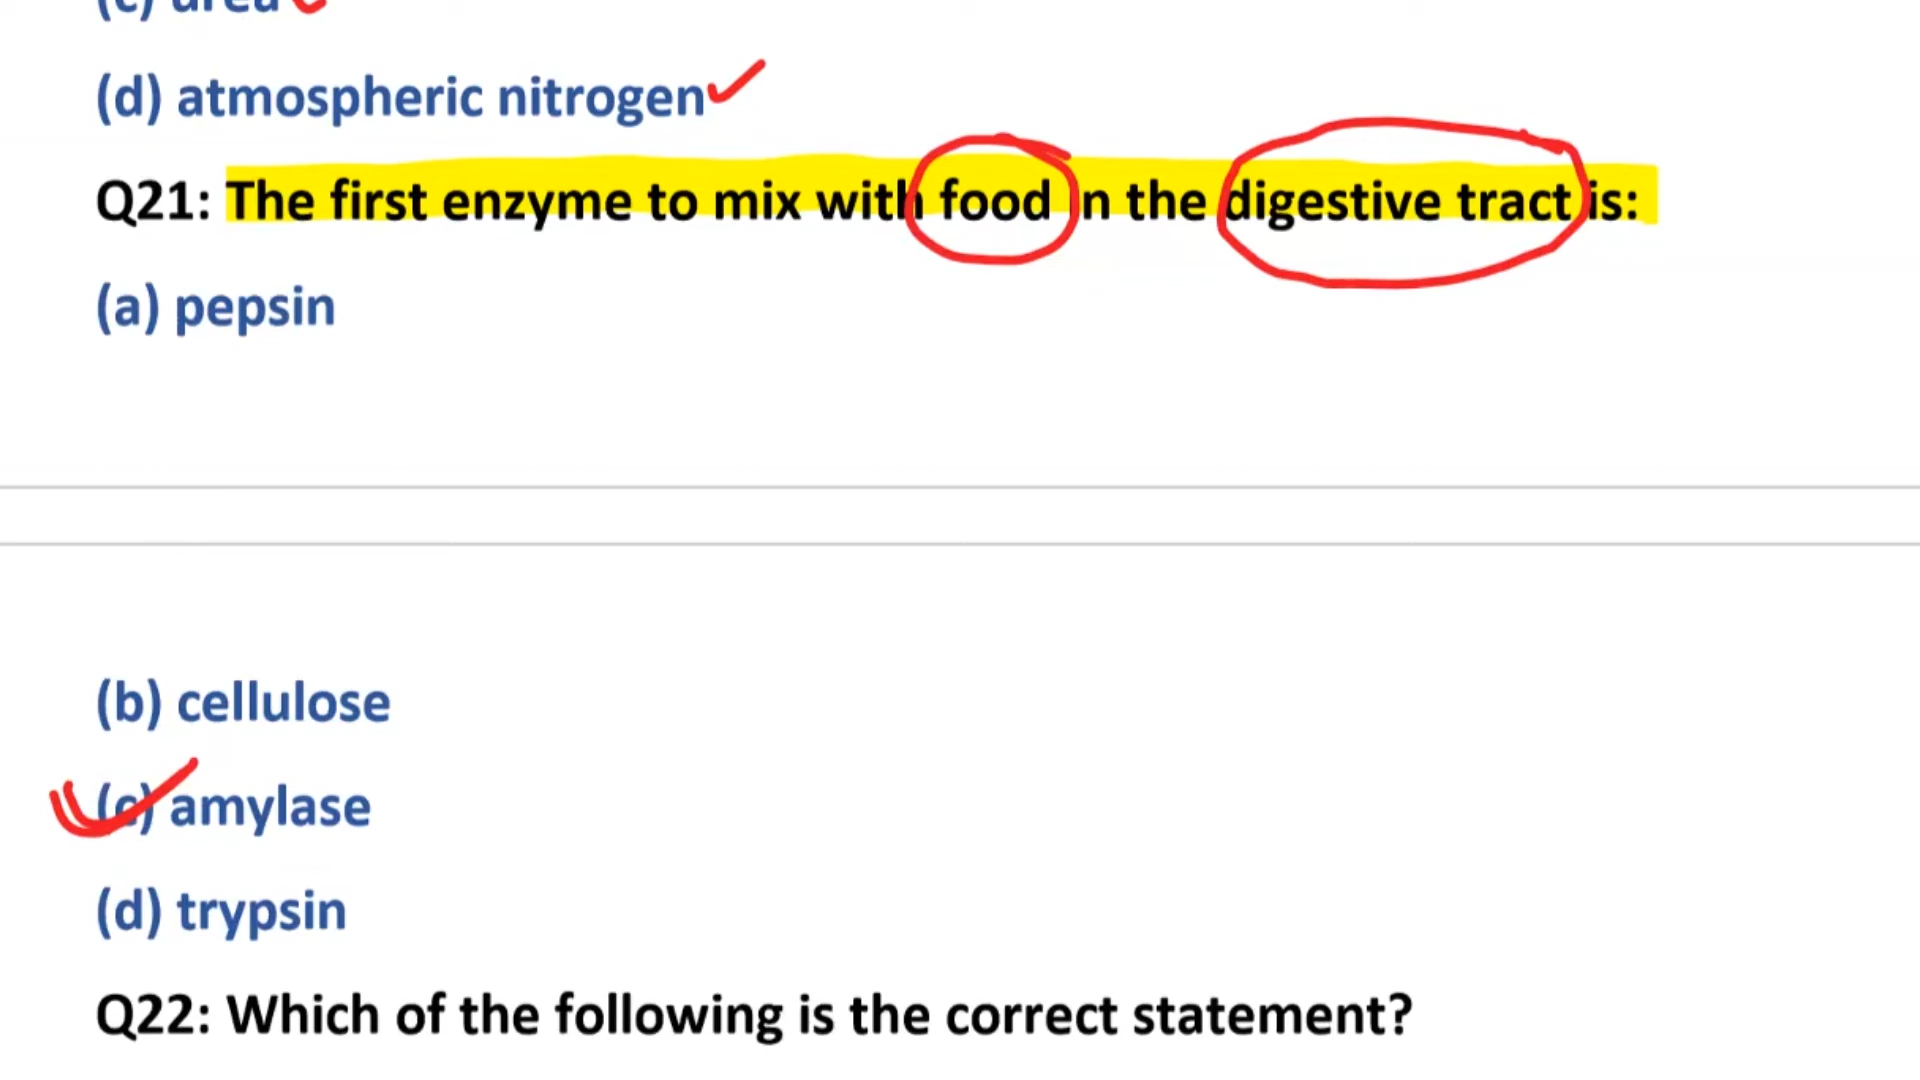 (c) urea
(d) atmospheric nitrogen
Q21: The first enzyme to mix with food in the digestive tract is:
(a) pepsin
(b) cellulose
(c) amylase
(d) trypsin
Q22: Which of the following is the correct statement?